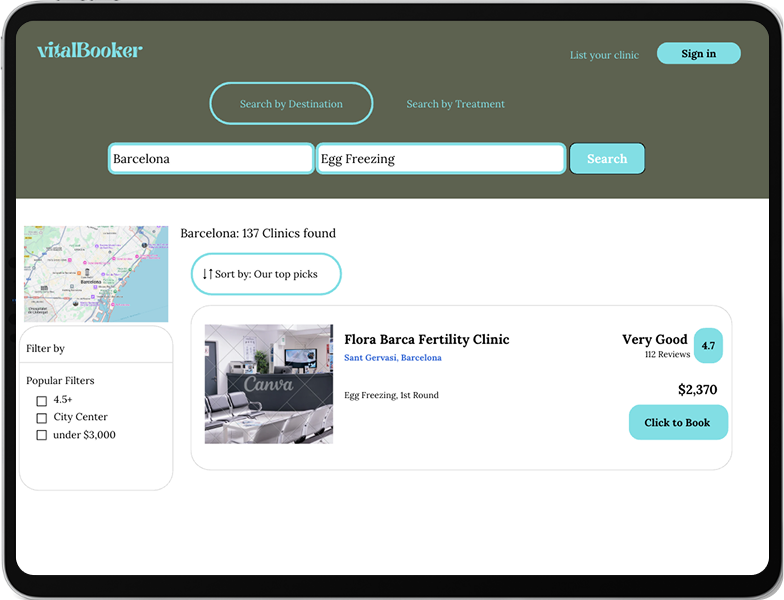 vitalBooker
List your clinic
Sign in
Search by Destination
Search by Treatment
Barcelona
Egg Freezing
Search
Barcelona: 137 Clinics found
Sort by: Our top picks
Barcelona
Filter by
Popular Filters
4.5+
City Center
under $3,000
Canva
Flora Barca Fertility Clinic
Sant Gervasi, Barcelona
Egg Freezing, 1st Round
Very Good
4.7
112 Reviews
$2,370
Click to Book